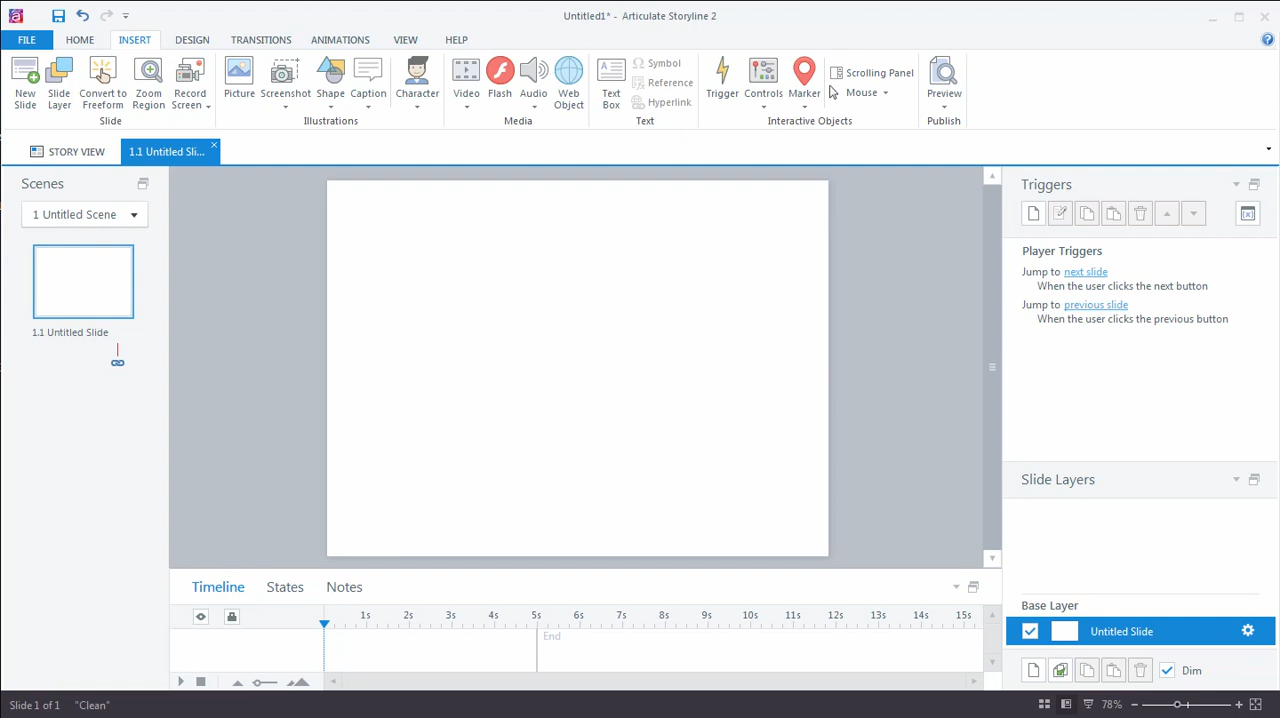 Untitled1* - Articulate Storyline 2
FILE HOME INSERT DESIGN TRANSITIONS ANIMATIONS VIEW HELP
New Slide
Slide Layer
Convert to Freeform
Zoom Region
Record Screen
Slide
Picture
Screenshot
Shape
Caption
Character
Illustrations
Video
Flash
Audio
Web Object
Media
Text Box
Symbol
Reference
Hyperlink
Text
Trigger
Controls
Marker
Scrolling Panel
Mouse
Interactive Objects
Preview
Publish
STORY VIEW
1.1 Untitled Sli...
Scenes
1 Untitled Scene
1.1 Untitled Slide
Triggers
Player Triggers
Jump to next slide
When the user clicks the next button
Jump to previous slide
When the user clicks the previous button
Slide Layers
Base Layer
Untitled Slide
Dim
Timeline States Notes
1s 2s 3s 4s 5s 6s 7s 8s 9s 10s 11s 12s 13s 14s 15s
End
Slide 1 of 1 "Clean"
78%